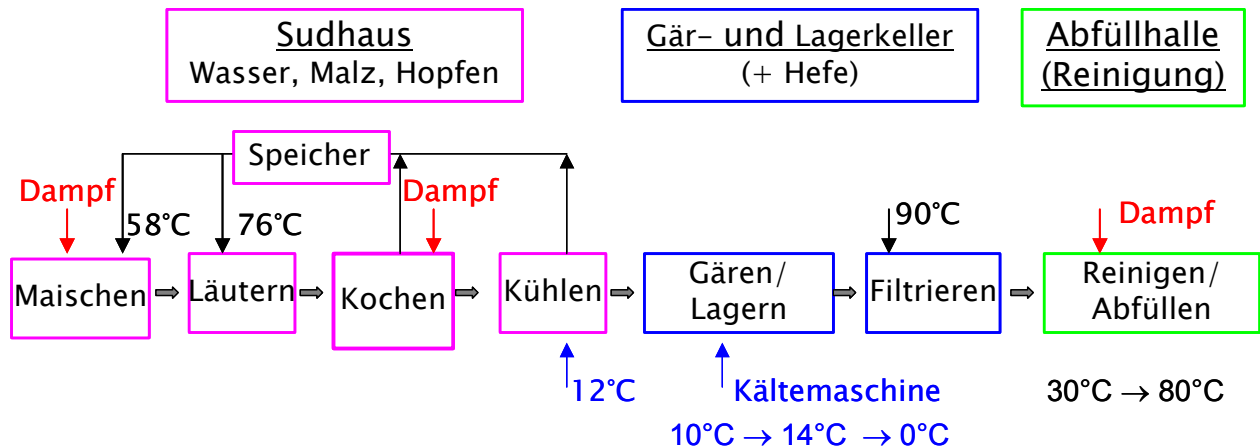 Sudhaus
Wasser, Malz, Hopfen
Gär- und Lagerkeller
(+ Hefe)
Abfüllhalle
(Reinigung)
Speicher
Dampf
58°C
76°C
Dampf
90°C
Dampf
Maischen
Läutern
Kochen
Kühlen
Gären/
Lagern
Filtrieren
Reinigen/
Abfüllen
12°C
Kältemaschine
10°C → 14°C → 0°C
30°C → 80°C